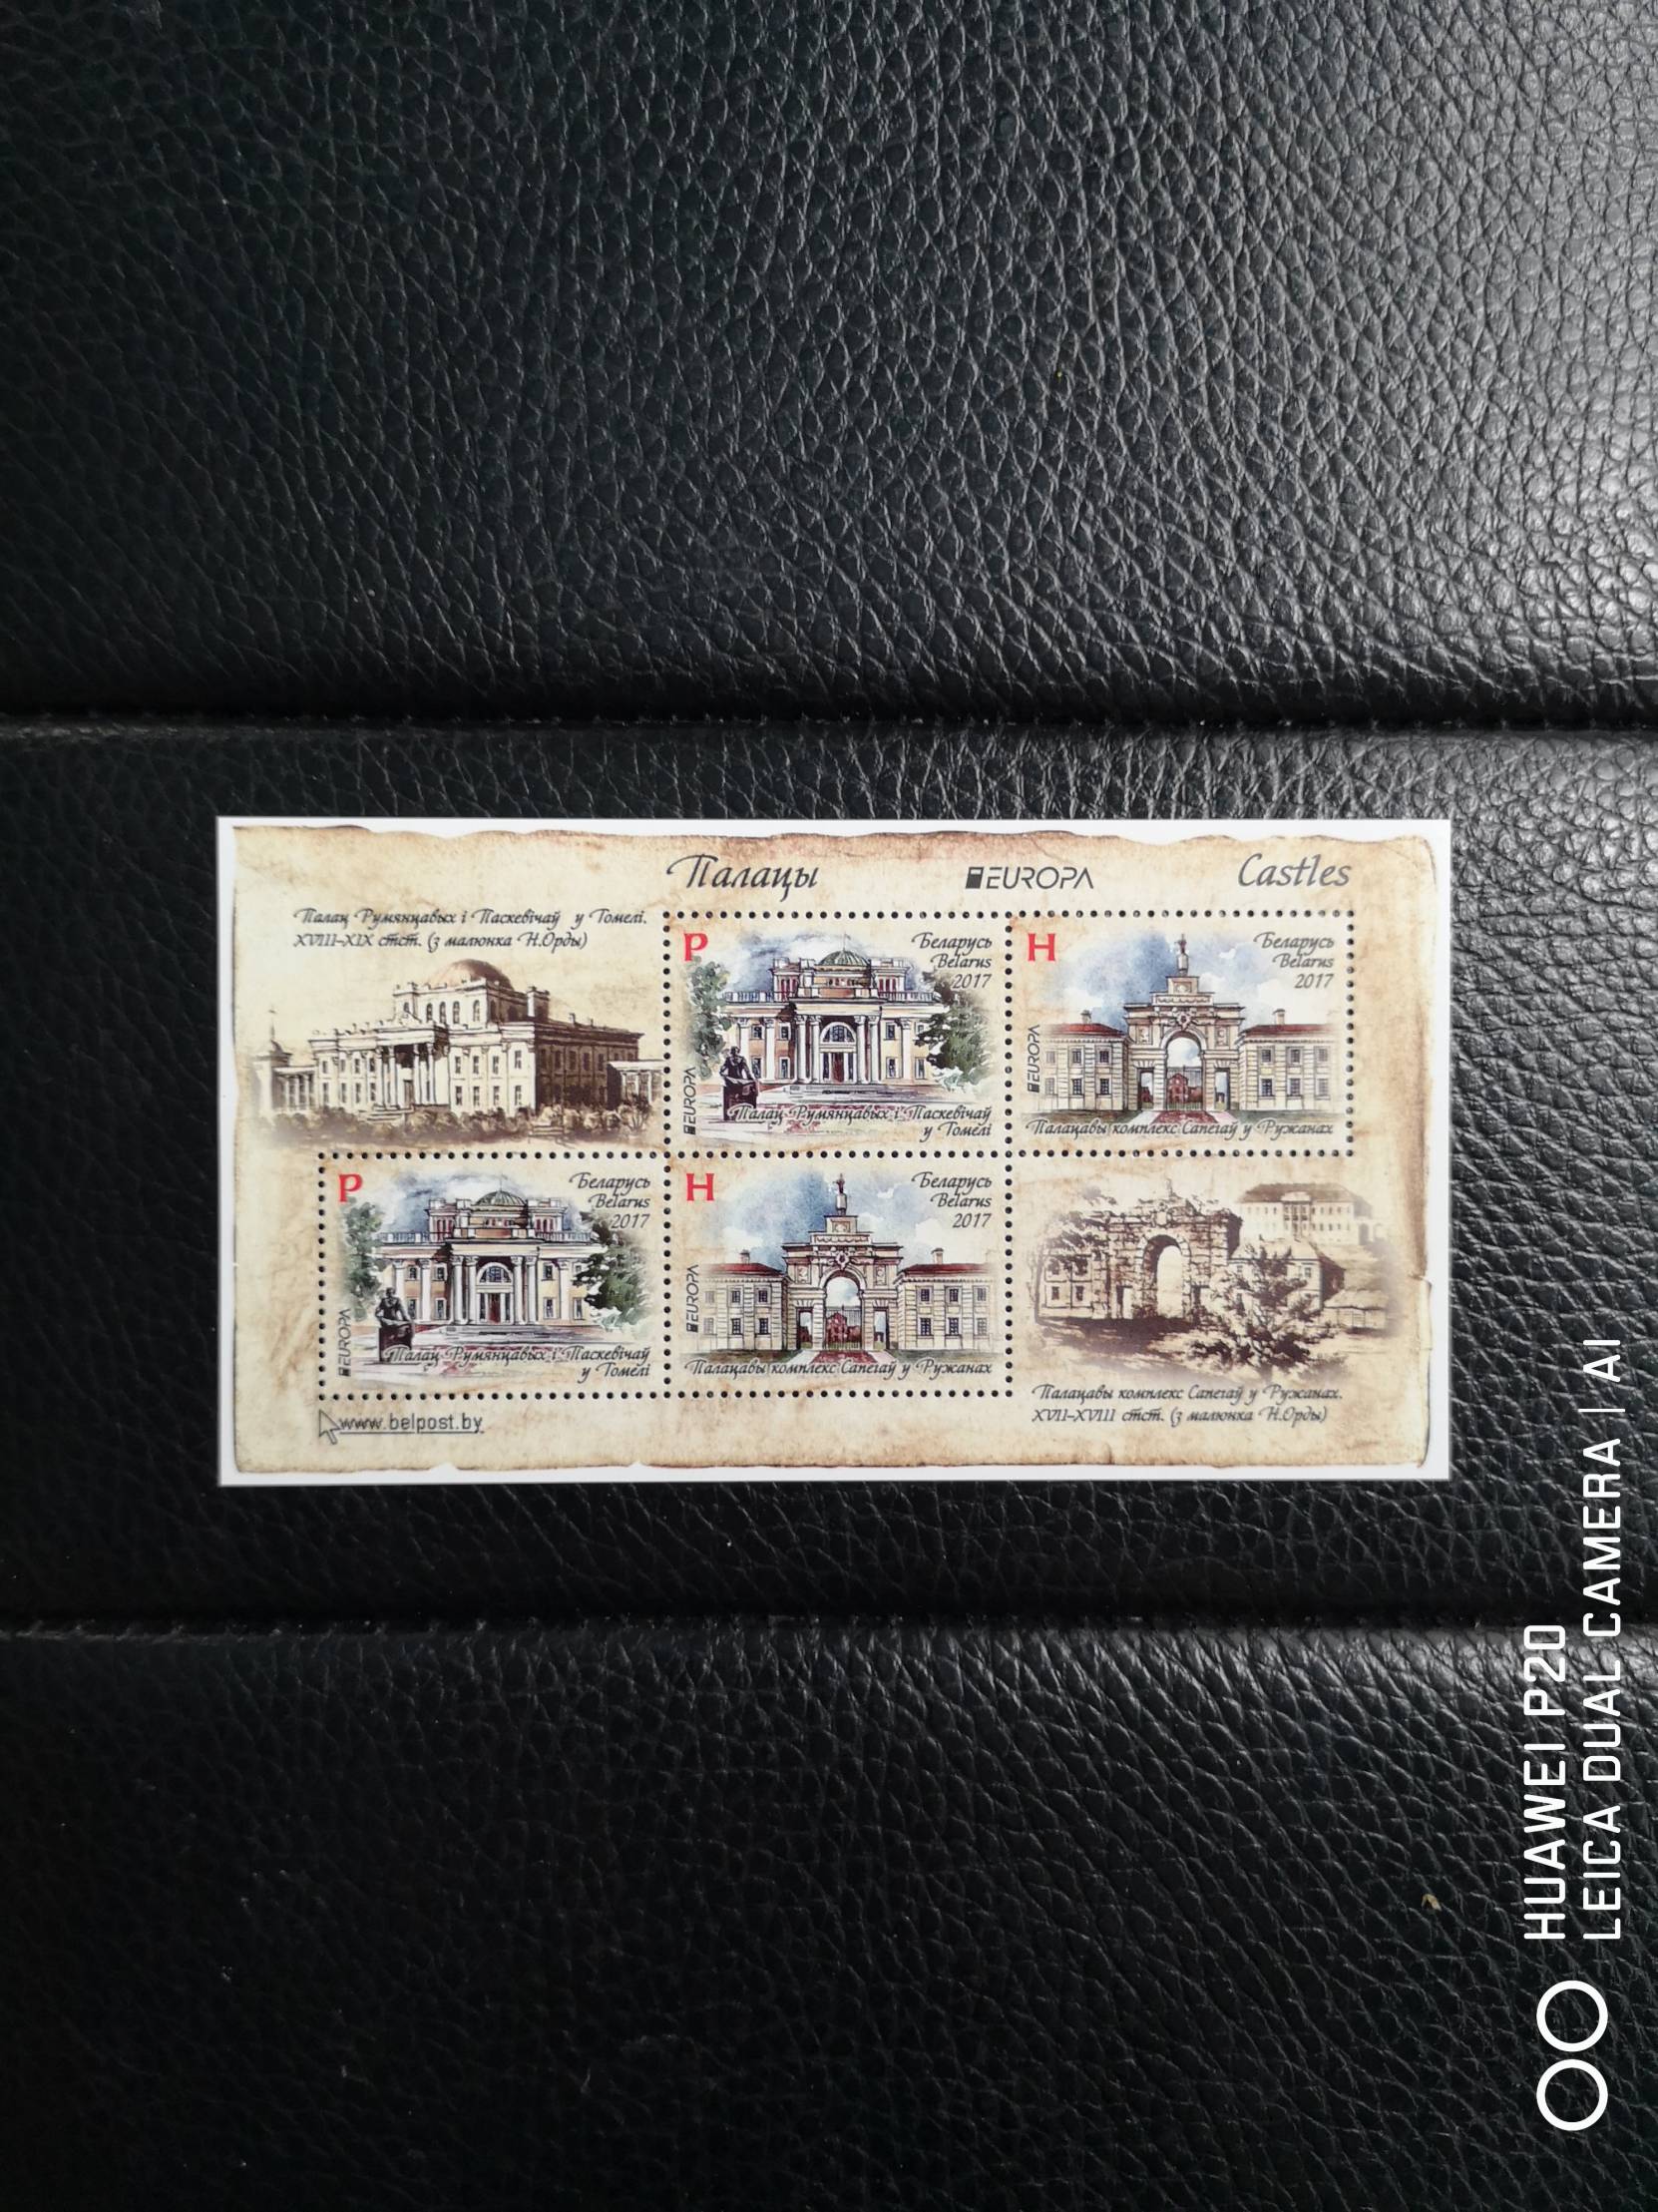 Палацы
EUROPA
Castles
Палац Румянцавых і Паскевічаў у Гомелі.
XVIII-XIX стст. (з малюнка Н.Орды)
P
Беларусь
Belarus
2017
EUROPA
Палац Румянцавых і Паскевічаў
у Гомелі
H
Беларусь
Belarus
2017
EUROPA
Палацавы комплекс Сапегаў у Ружанах
P
Беларусь
Belarus
2017
EUROPA
Палац Румянцавых і Паскевічаў
у Гомелі
H
Беларусь
Belarus
2017
EUROPA
Палацавы комплекс Сапегаў у Ружанах
Палацавы комплекс Сапегаў у Ружанах.
XVII-XVIII стст. (з малюнка Н.Орды)
www.belpost.by
HUAWEI P20
LEICA DUAL CAMERA | AI